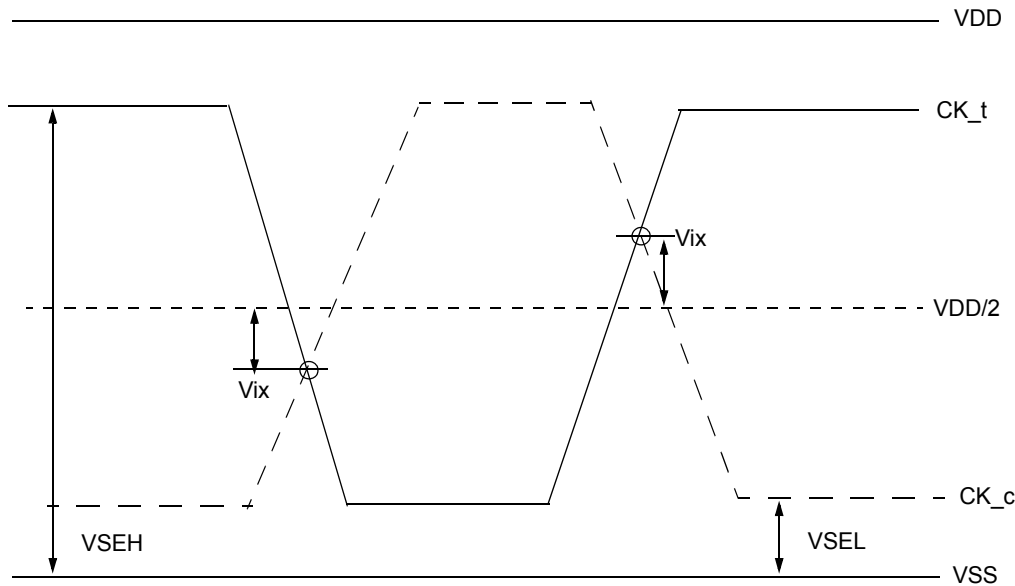 VDD
CK_t
Vix
VDD/2
Vix
CK_c
VSEH
VSEL
VSS